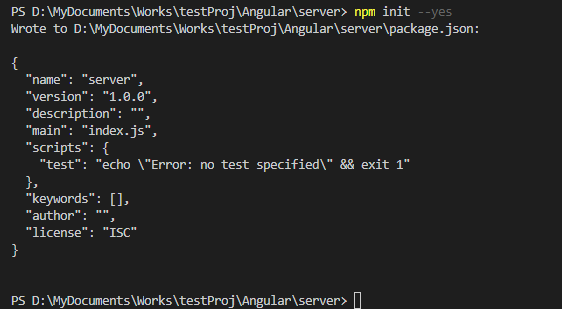 PS D:\MyDocuments\Works\testProj\Angular\server> npm init --yes
Wrote to D:\MyDocuments\Works\testProj\Angular\server\package.json:
{
  "name": "server",
  "version": "1.0.0",
  "description": "",
  "main": "index.js",
  "scripts": {
    "test": "echo \"Error: no test specified\" && exit 1"
  },
  "keywords": [],
  "author": "",
  "license": "ISC"
}
PS D:\MyDocuments\Works\testProj\Angular\server>